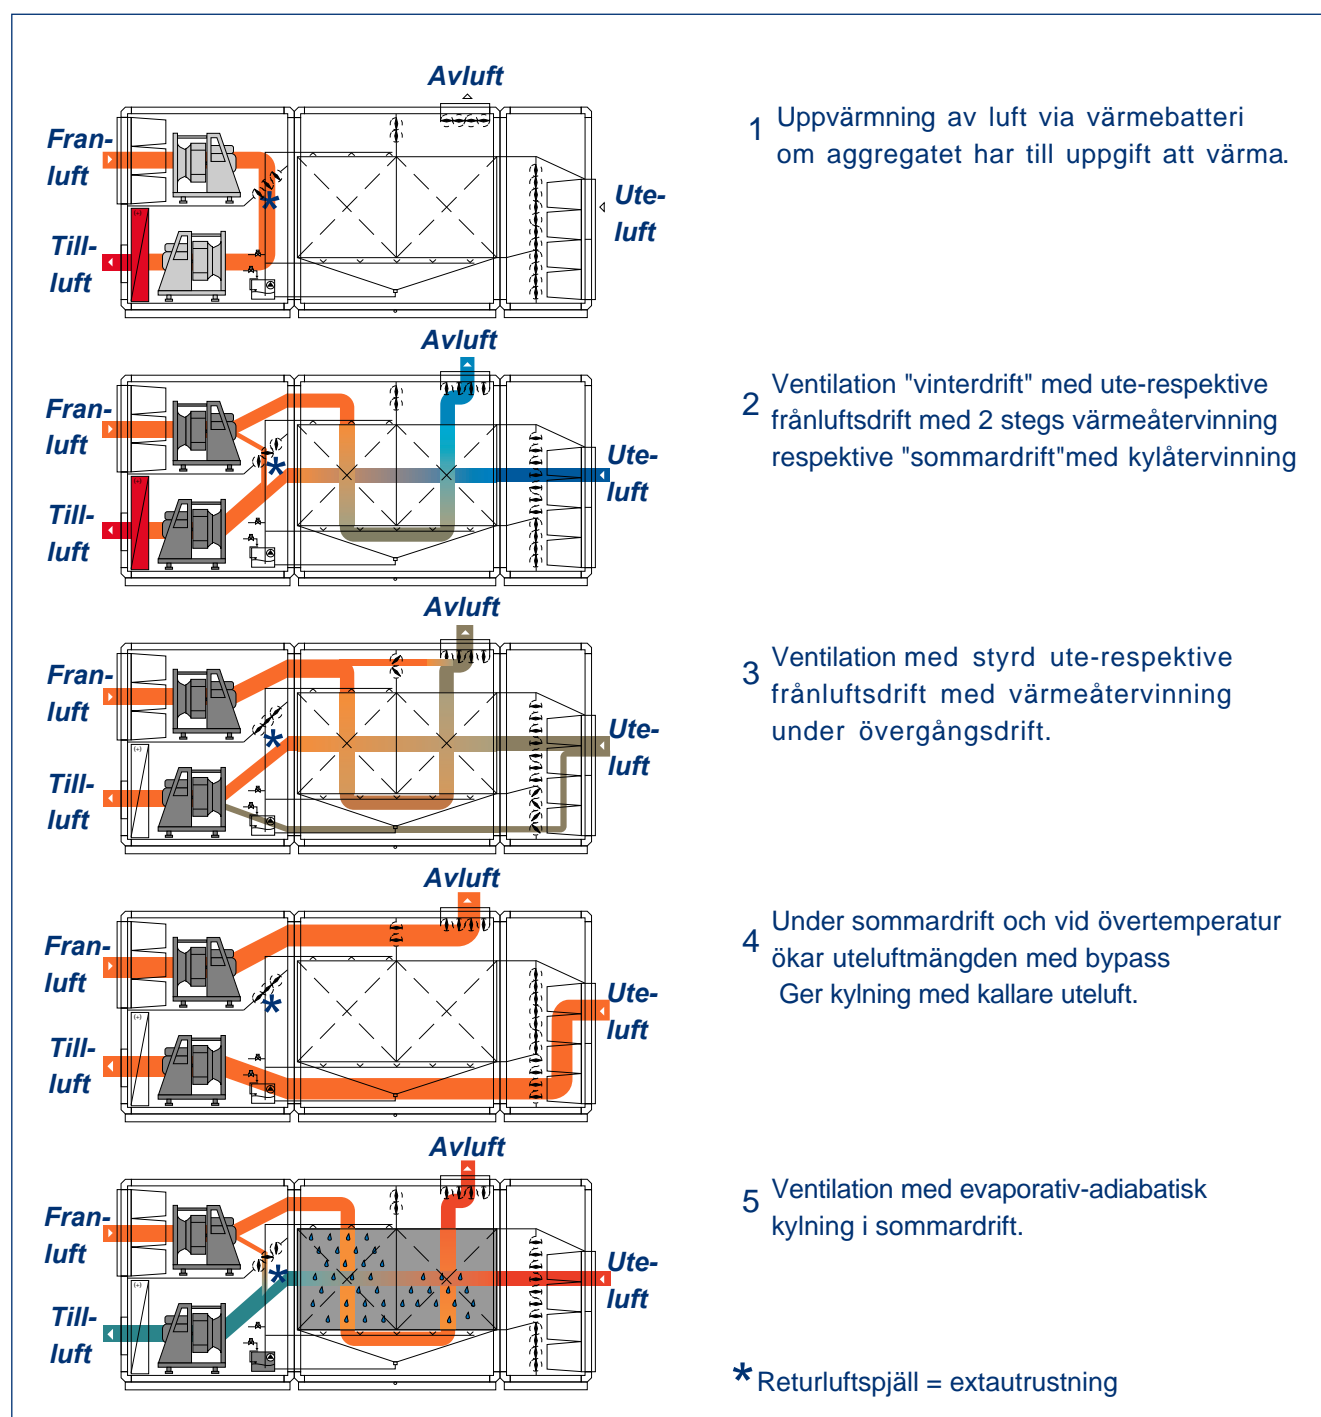 Avluft
Fran-
luft
Till-
luft
Ute-
luft
1 Uppvärmning av luft via värmebatteri
om aggregatet har till uppgift att värma.
Avluft
Fran-
luft
Till-
luft
Ute-
luft
2 Ventilation "vinterdrift" med ute-respektive
frånluftsdrift med 2 stegs värmeåtervinning
respektive "sommardrift"med kylåtervinning
Avluft
Fran-
luft
Till-
luft
Ute-
luft
3 Ventilation med styrd ute-respektive
frånluftsdrift med värmeåtervinning
under övergångsdrift.
Avluft
Fran-
luft
Till-
luft
Ute-
luft
4 Under sommardrift och vid övertemperatur
ökar uteluftmängden med bypass
Ger kylning med kallare uteluft.
Avluft
Fran-
luft
Till-
luft
Ute-
luft
5 Ventilation med evaporativ-adiabatisk
kylning i sommardrift.
* Returluftspjäll = extautrustning